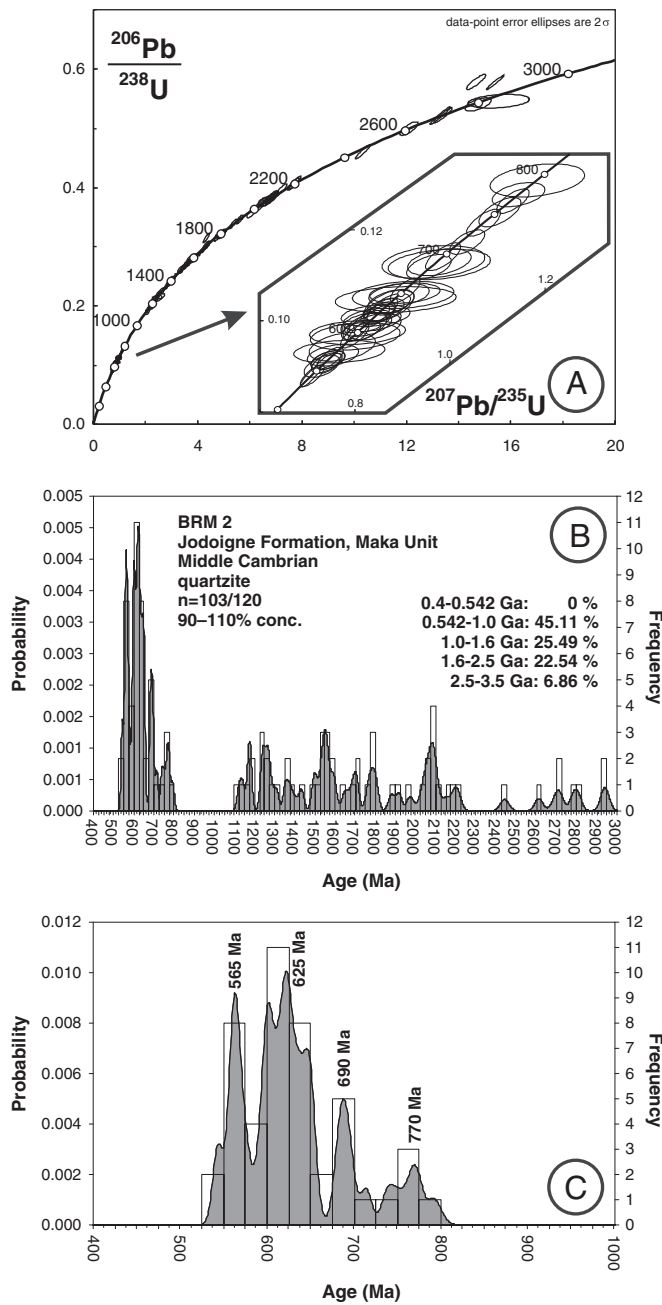 data-point error ellipses are 2σ
206Pb
238U
0.6
0.4
0.2
0.0
1000
1400
1800
2200
2600
3000
0.12
0.10
600
700
800
0.8
1.0
1.2
207Pb/235U
A
0 4 8 12 16 20
BRM 2
Jodoigne Formation, Maka Unit
Middle Cambrian
quartzite
n=103/120
90–110% conc.
B
0.4-0.542 Ga: 0 %
0.542-1.0 Ga: 45.11 %
1.0-1.6 Ga: 25.49 %
1.6-2.5 Ga: 22.54 %
2.5-3.5 Ga: 6.86 %
Probability
0.005
0.005
0.004
0.004
0.003
0.003
0.002
0.002
0.001
0.001
0.000
Frequency
12
11
10
9
8
7
6
5
4
3
2
1
0
400 500 600 700 800 900 1000 1100 1200 1300 1400 1500 1600 1700 1800 1900 2000 2100 2200 2300 2400 2500 2600 2700 2800 2900 3000
Age (Ma)
Probability
0.012
0.010
0.008
0.006
0.004
0.002
0.000
565 Ma
625 Ma
690 Ma
770 Ma
C
Frequency
12
11
10
9
8
7
6
5
4
3
2
1
0
400 500 600 700 800 900 1000
Age (Ma)